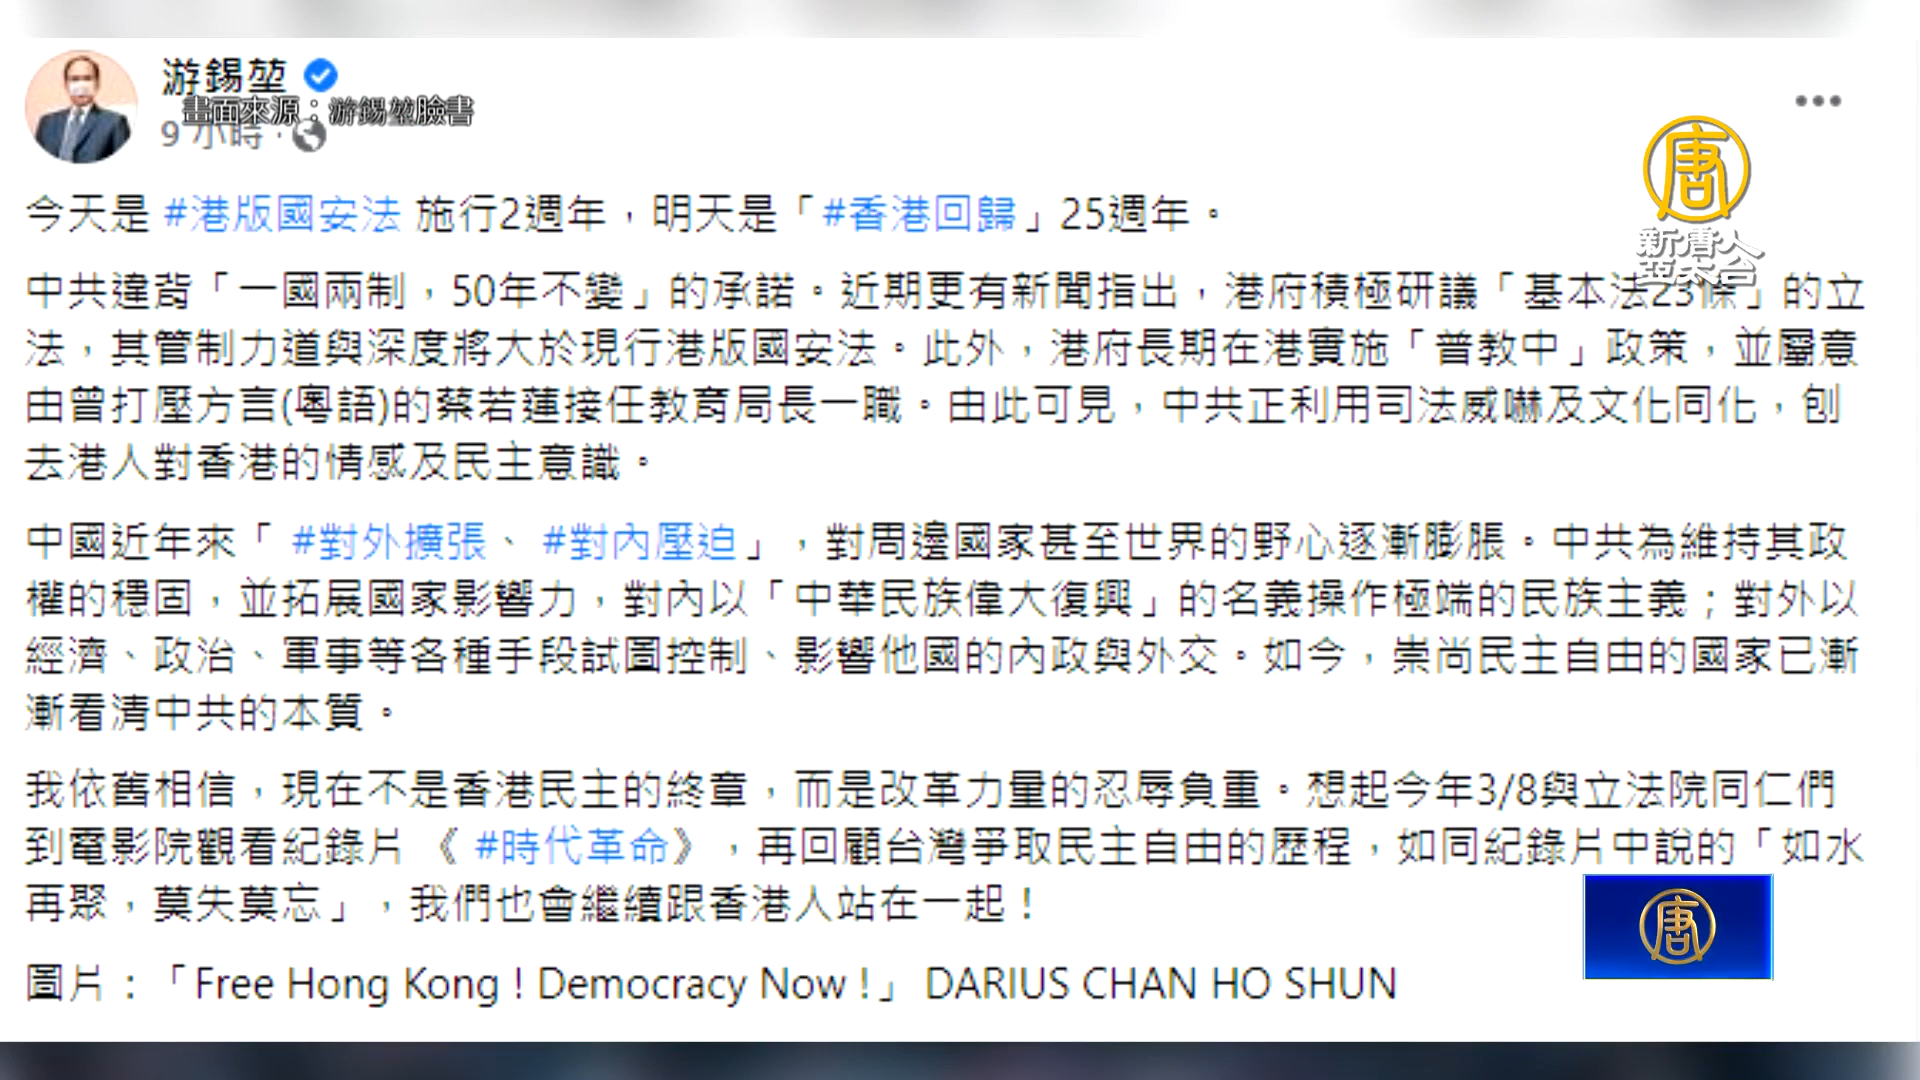 游錫堃
畫面來源：游錫堃臉書
9 小時 ·
新唐人
亞太台
今天是 #港版國安法 施行2週年，明天是「#香港回歸」25週年。
中共違背「一國兩制，50年不變」的承諾。近期更有新聞指出，港府積極研議「基本法23條」的立
法，其管制力道與深度將大於現行港版國安法。此外，港府長期在港實施「普教中」政策，並屬意
由曾打壓方言(粵語)的蔡若蓮接任教育局長一職。由此可見，中共正利用司法威嚇及文化同化，刨
去港人對香港的情感及民主意識。
中國近年來「 #對外擴張、 #對內壓迫」，對周邊國家甚至世界的野心逐漸膨脹。中共為維持其政
權的穩固，並拓展國家影響力，對內以「中華民族偉大復興」的名義操作極端的民族主義；對外以
經濟、政治、軍事等各種手段試圖控制、影響他國的內政與外交。如今，崇尚民主自由的國家已漸
漸看清中共的本質。
我依舊相信，現在不是香港民主的終章，而是改革力量的忍辱負重。想起今年3/8與立法院同仁們
到電影院觀看紀錄片 《 #時代革命》，再回顧台灣爭取民主自由的歷程，如同紀錄片中說的「如水
再聚，莫失莫忘」，我們也會繼續跟香港人站在一起！
唐
圖片：「Free Hong Kong ! Democracy Now !」 DARIUS CHAN HO SHUN